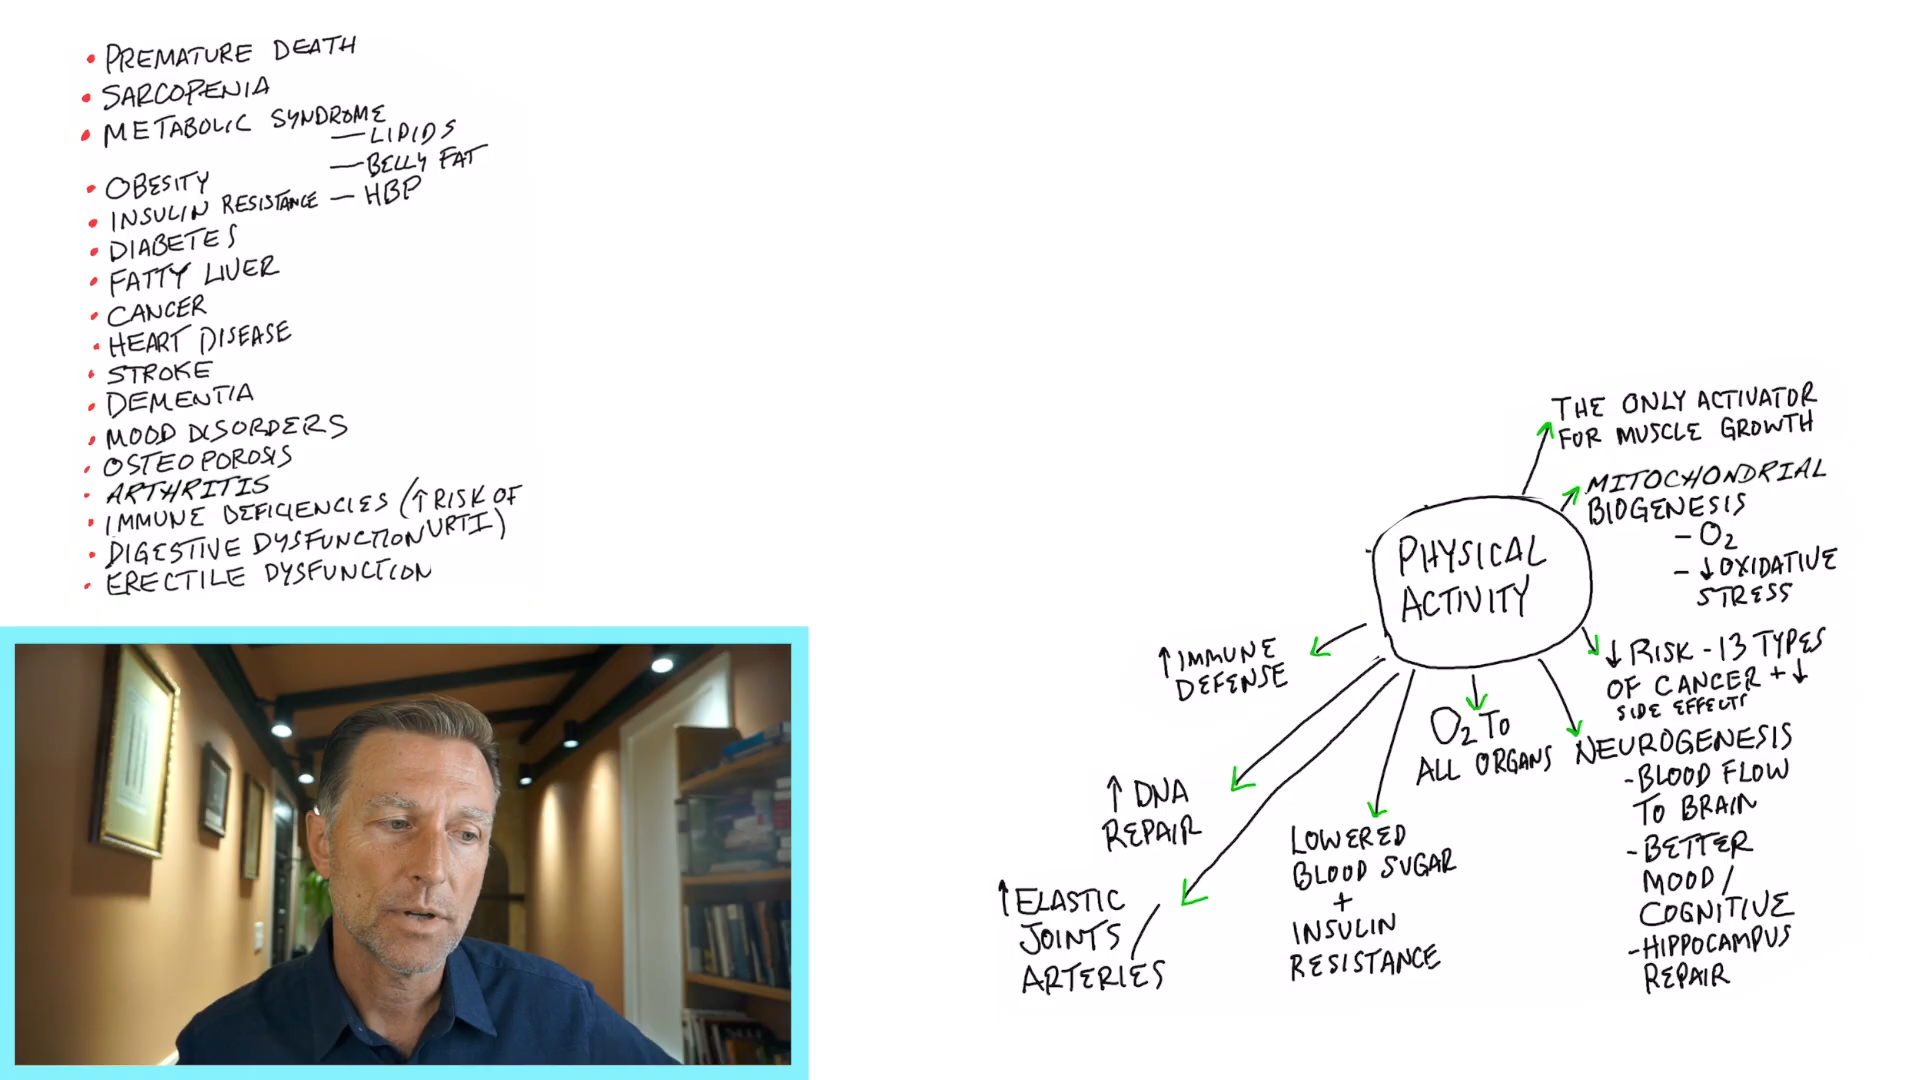 • PREMATURE DEATH
• SARCOPENIA
• METABOLIC SYNDROME
— LIPIDS
— BELLY FAT
• OBESITY
• INSULIN RESISTANCE — HBP
• DIABETES
• FATTY LIVER
• CANCER
• HEART DISEASE
• STROKE
• DEMENTIA
• MOOD DISORDERS
• OSTEOPOROSIS
• ARTHRITIS
• IMMUNE DEFICIENCIES (↑ RISK OF
URTI)
• DIGESTIVE DYSFUNCTION
• ERECTILE DYSFUNCTION
PHYSICAL
ACTIVITY
THE ONLY ACTIVATOR
FOR MUSCLE GROWTH
MITOCHONDRIAL
BIOGENESIS
- O2
- ↓ OXIDATIVE
STRESS
↓ RISK - 13 TYPES
OF CANCER + ↓
SIDE EFFECTS
NEUROGENESIS
- BLOOD FLOW
TO BRAIN
- BETTER
MOOD /
COGNITIVE
- HIPPOCAMPUS
REPAIR
O2 TO
ALL ORGANS
LOWERED
BLOOD SUGAR
+
INSULIN
RESISTANCE
↑ ELASTIC
JOINTS /
ARTERIES
↑ DNA
REPAIR
↑ IMMUNE
DEFENSE